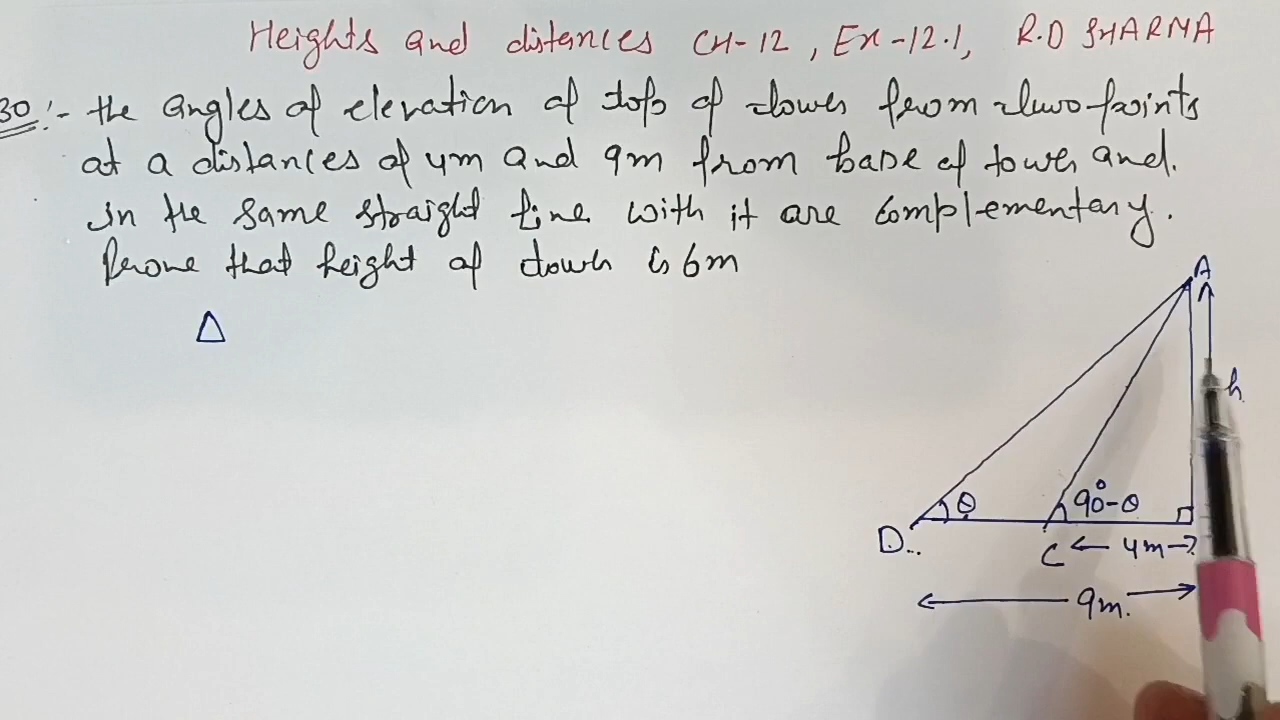 Heights and distances CH-12, Ex-12.1, R.D SHARMA
30:- the angles of elevation of top of tower from two points
at a distances of 4m and 9m from base of tower and.
in the same straight line with it are complementary.
Prove that height of tower is 6m
A
h
θ
90°-θ
D
C
4m
9m.